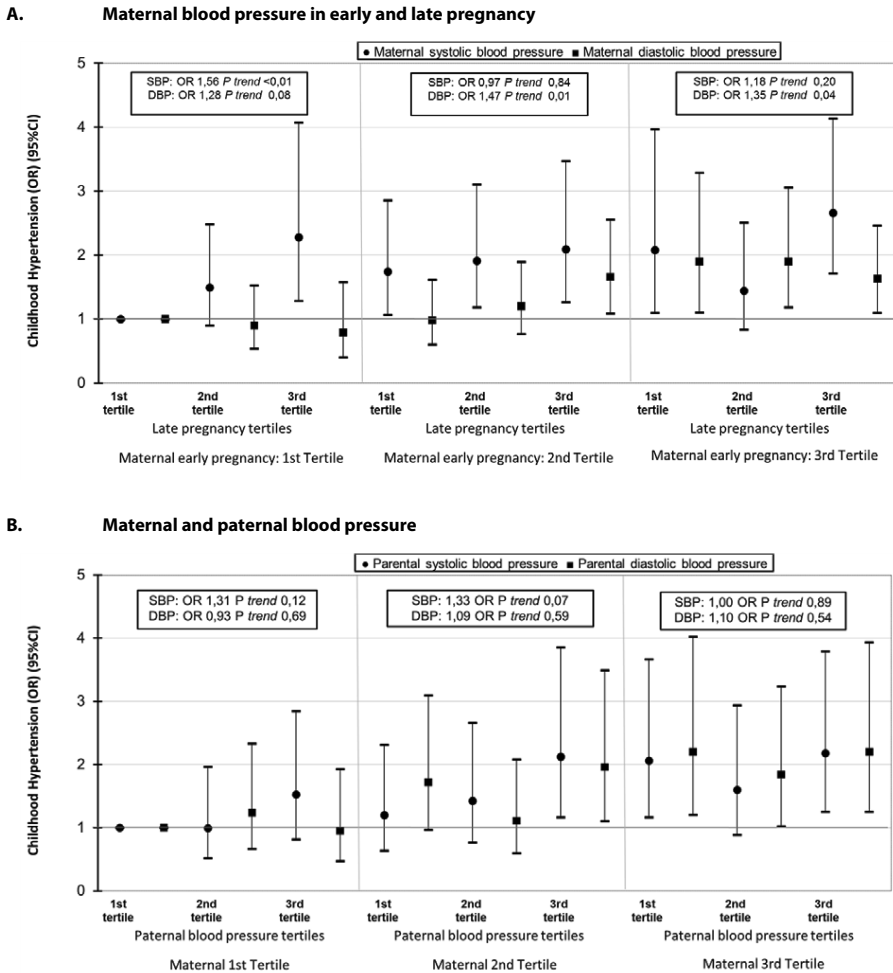 A. Maternal blood pressure in early and late pregnancy
● Maternal systolic blood pressure ■ Maternal diastolic blood pressure
Childhood Hypertension (OR) (95%CI)
5
4
3
2
1
0
SBP: OR 1,56 P trend <0,01
DBP: OR 1,28 P trend 0,08
SBP: OR 0,97 P trend 0,84
DBP: OR 1,47 P trend 0,01
SBP: OR 1,18 P trend 0,20
DBP: OR 1,35 P trend 0,04
1st tertile
2nd tertile
3rd tertile
1st tertile
2nd tertile
3rd tertile
1st tertile
2nd tertile
3rd tertile
Late pregnancy tertiles
Late pregnancy tertiles
Late pregnancy tertiles
Maternal early pregnancy: 1st Tertile
Maternal early pregnancy: 2nd Tertile
Maternal early pregnancy: 3rd Tertile
B. Maternal and paternal blood pressure
● Parental systolic blood pressure ■ Parental diastolic blood pressure
Childhood Hypertension (OR) (95%CI)
5
4
3
2
1
0
SBP: OR 1,31 P trend 0,12
DBP: OR 0,93 P trend 0,69
SBP: 1,33 OR P trend 0,07
DBP: 1,09 OR P trend 0,59
SBP: 1,00 OR P trend 0,89
DBP: 1,10 OR P trend 0,54
1st tertile
2nd tertile
3rd tertile
1st tertile
2nd tertile
3rd tertile
1st tertile
2nd tertile
3rd tertile
Paternal blood pressure tertiles
Paternal blood pressure tertiles
Paternal blood pressure tertiles
Maternal 1st Tertile
Maternal 2nd Tertile
Maternal 3rd Tertile